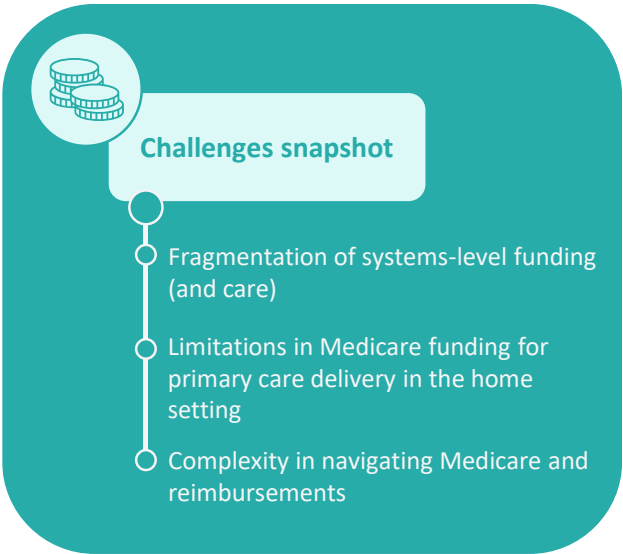 Challenges snapshot
Fragmentation of systems-level funding
(and care)
Limitations in Medicare funding for
primary care delivery in the home
setting
Complexity in navigating Medicare and
reimbursements